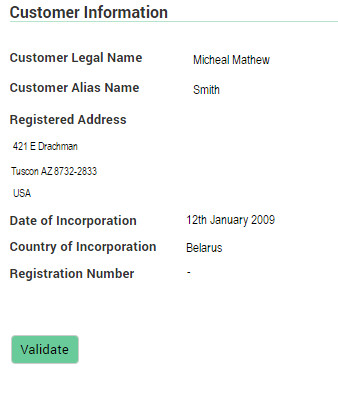 Customer Information
Customer Legal Name Micheal Mathew
Customer Alias Name Smith
Registered Address
421 E Drachman
Tuscon AZ 8732-2833
USA
Date of Incorporation 12th January 2009
Country of Incorporation Belarus
Registration Number -
Validate